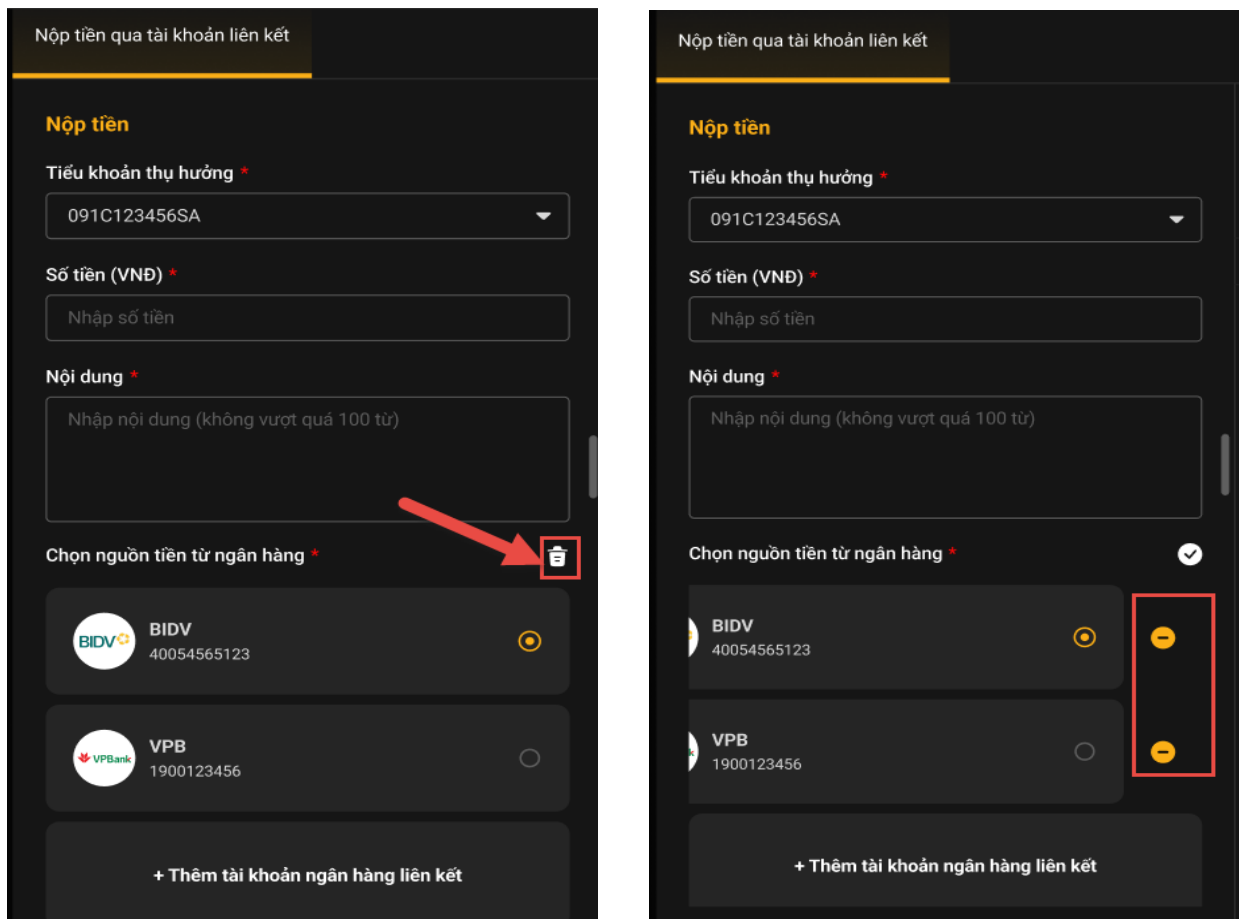 Nộp tiền qua tài khoản liên kết
Nộp tiền
Tiểu khoản thụ hưởng *
091C123456SA
Số tiền (VNĐ) *
Nhập số tiền
Nội dung *
Nhập nội dung (không vượt quá 100 từ)
Chọn nguồn tiền từ ngân hàng *
BIDV
BIDV
40054565123
VPBank
VPB
1900123456
+ Thêm tài khoản ngân hàng liên kết
Nộp tiền qua tài khoản liên kết
Nộp tiền
Tiểu khoản thụ hưởng *
091C123456SA
Số tiền (VNĐ) *
Nhập số tiền
Nội dung *
Nhập nội dung (không vượt quá 100 từ)
Chọn nguồn tiền từ ngân hàng *
BIDV
40054565123
VPB
1900123456
+ Thêm tài khoản ngân hàng liên kết